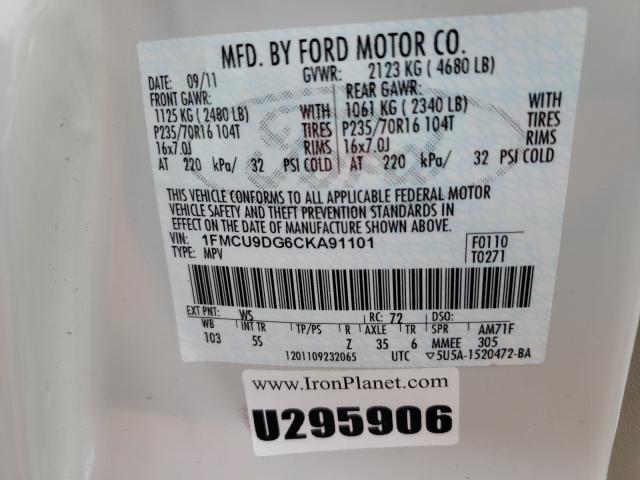 MFD. BY FORD MOTOR CO.
DATE: 09/11 GVWR: 2123 KG ( 4680 LB)
FRONT GAWR: REAR GAWR:
1125 KG ( 2480 LB) WITH 1061 KG ( 2340 LB) WITH
P235/70R16 104T TIRES P235/70R16 104T TIRES
16x7.0J RIMS 16x7.0J RIMS
AT 220 kPa/ 32 PSI COLD AT 220 kPa/ 32 PSI COLD
THIS VEHICLE CONFORMS TO ALL APPLICABLE FEDERAL MOTOR
VEHICLE SAFETY AND THEFT PREVENTION STANDARDS IN
EFFECT ON THE DATE OF MANUFACTURE SHOWN ABOVE.
VIN: 1FMCU9DG6CKA91101 F0110
TYPE: MPV T0271
EXT PNT: WS RC: 72 DSO:
WB INT TR TP/PS R AXLE TR SPR AM71F
103 5S Z 35 6 MMEE 305
1201109232065 UTC ▽5U5A-1520472-BA
www.IronPlanet.com
U295906